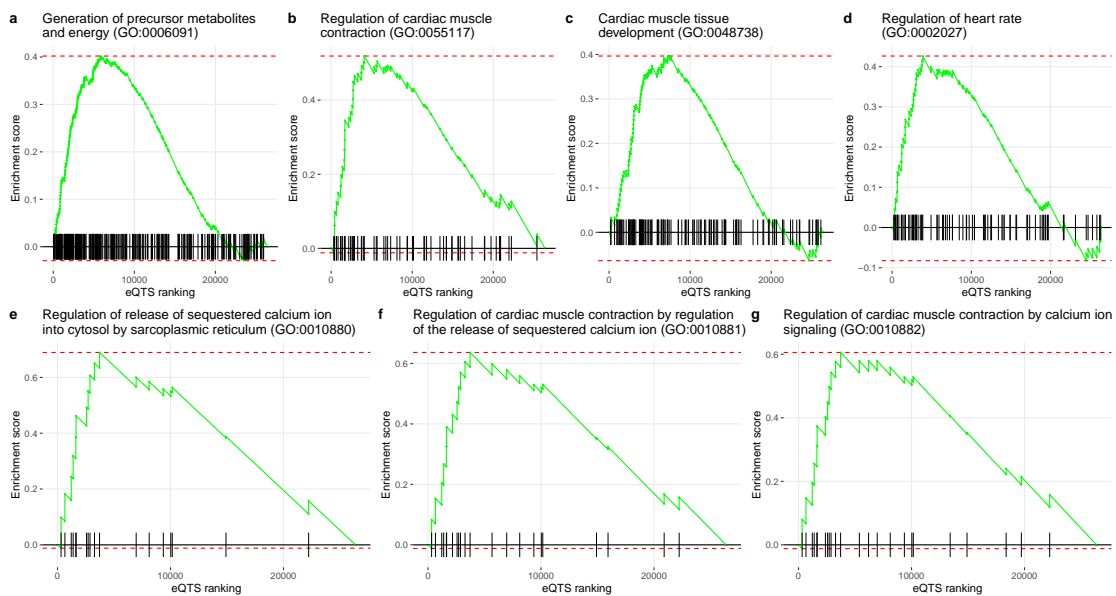 a
Generation of precursor metabolites
and energy (GO:0006091)
0.4
0.3
0.2
0.1
0.0
Enrichment score
0
10000
20000
eQTS ranking
b
Regulation of cardiac muscle
contraction (GO:0055117)
0.4
0.2
0.0
Enrichment score
0
10000
20000
eQTS ranking
c
Cardiac muscle tissue
development (GO:0048738)
0.4
0.3
0.2
0.1
0.0
Enrichment score
0
10000
20000
eQTS ranking
d
Regulation of heart rate
(GO:0002027)
0.4
0.3
0.2
0.1
0.0
−0.1
Enrichment score
0
10000
20000
eQTS ranking
e
Regulation of release of sequestered calcium ion
into cytosol by sarcoplasmic reticulum (GO:0010880)
0.6
0.4
0.2
0.0
Enrichment score
0
10000
20000
eQTS ranking
f
Regulation of cardiac muscle contraction by regulation
of the release of sequestered calcium ion (GO:0010881)
0.6
0.4
0.2
0.0
Enrichment score
0
10000
20000
eQTS ranking
g
Regulation of cardiac muscle contraction by calcium ion
signaling (GO:0010882)
0.6
0.4
0.2
0.0
Enrichment score
0
10000
20000
eQTS ranking